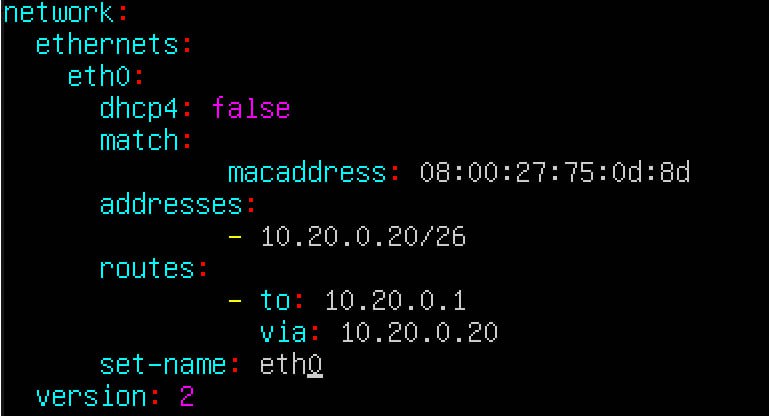 network:
  ethernets:
    eth0:
      dhcp4: false
      match:
              macaddress: 08:00:27:75:0d:8d
      addresses:
              - 10.20.0.20/26
      routes:
              - to: 10.20.0.1
                via: 10.20.0.20
      set-name: eth0
  version: 2